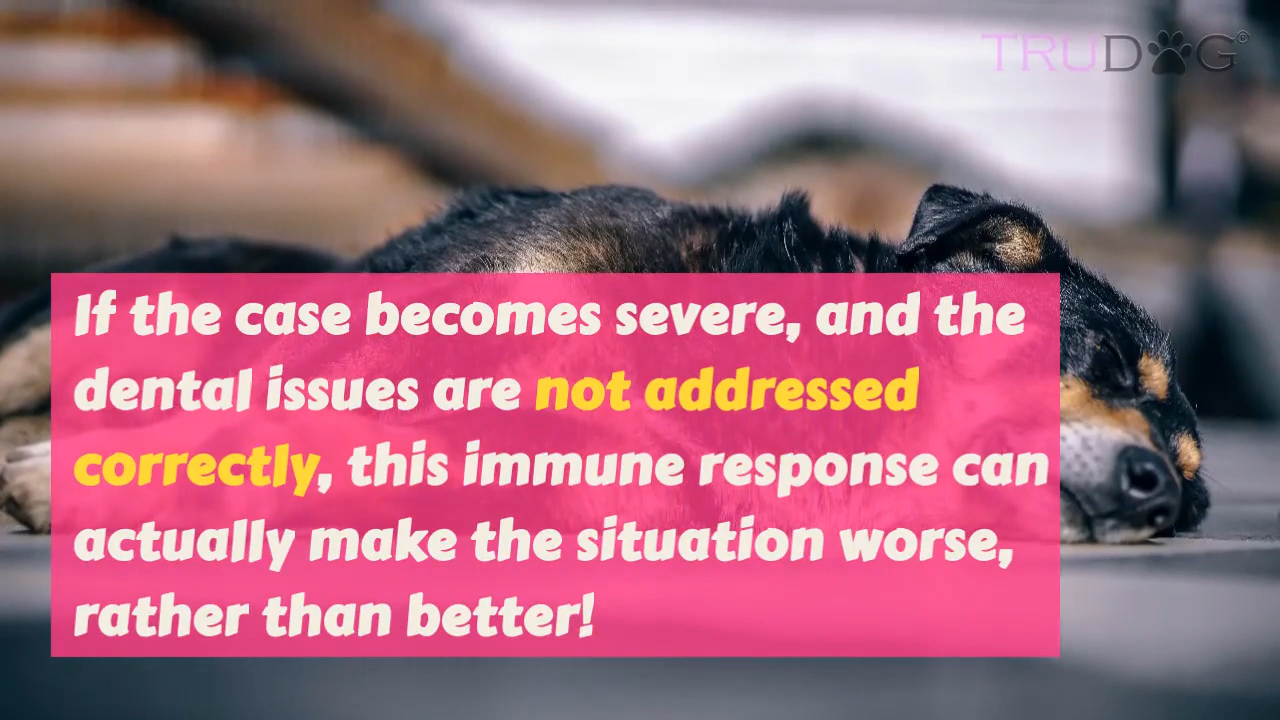 TRUDOG®
If the case becomes severe, and the
dental issues are not addressed
correctly, this immune response can
actually make the situation worse,
rather than better!